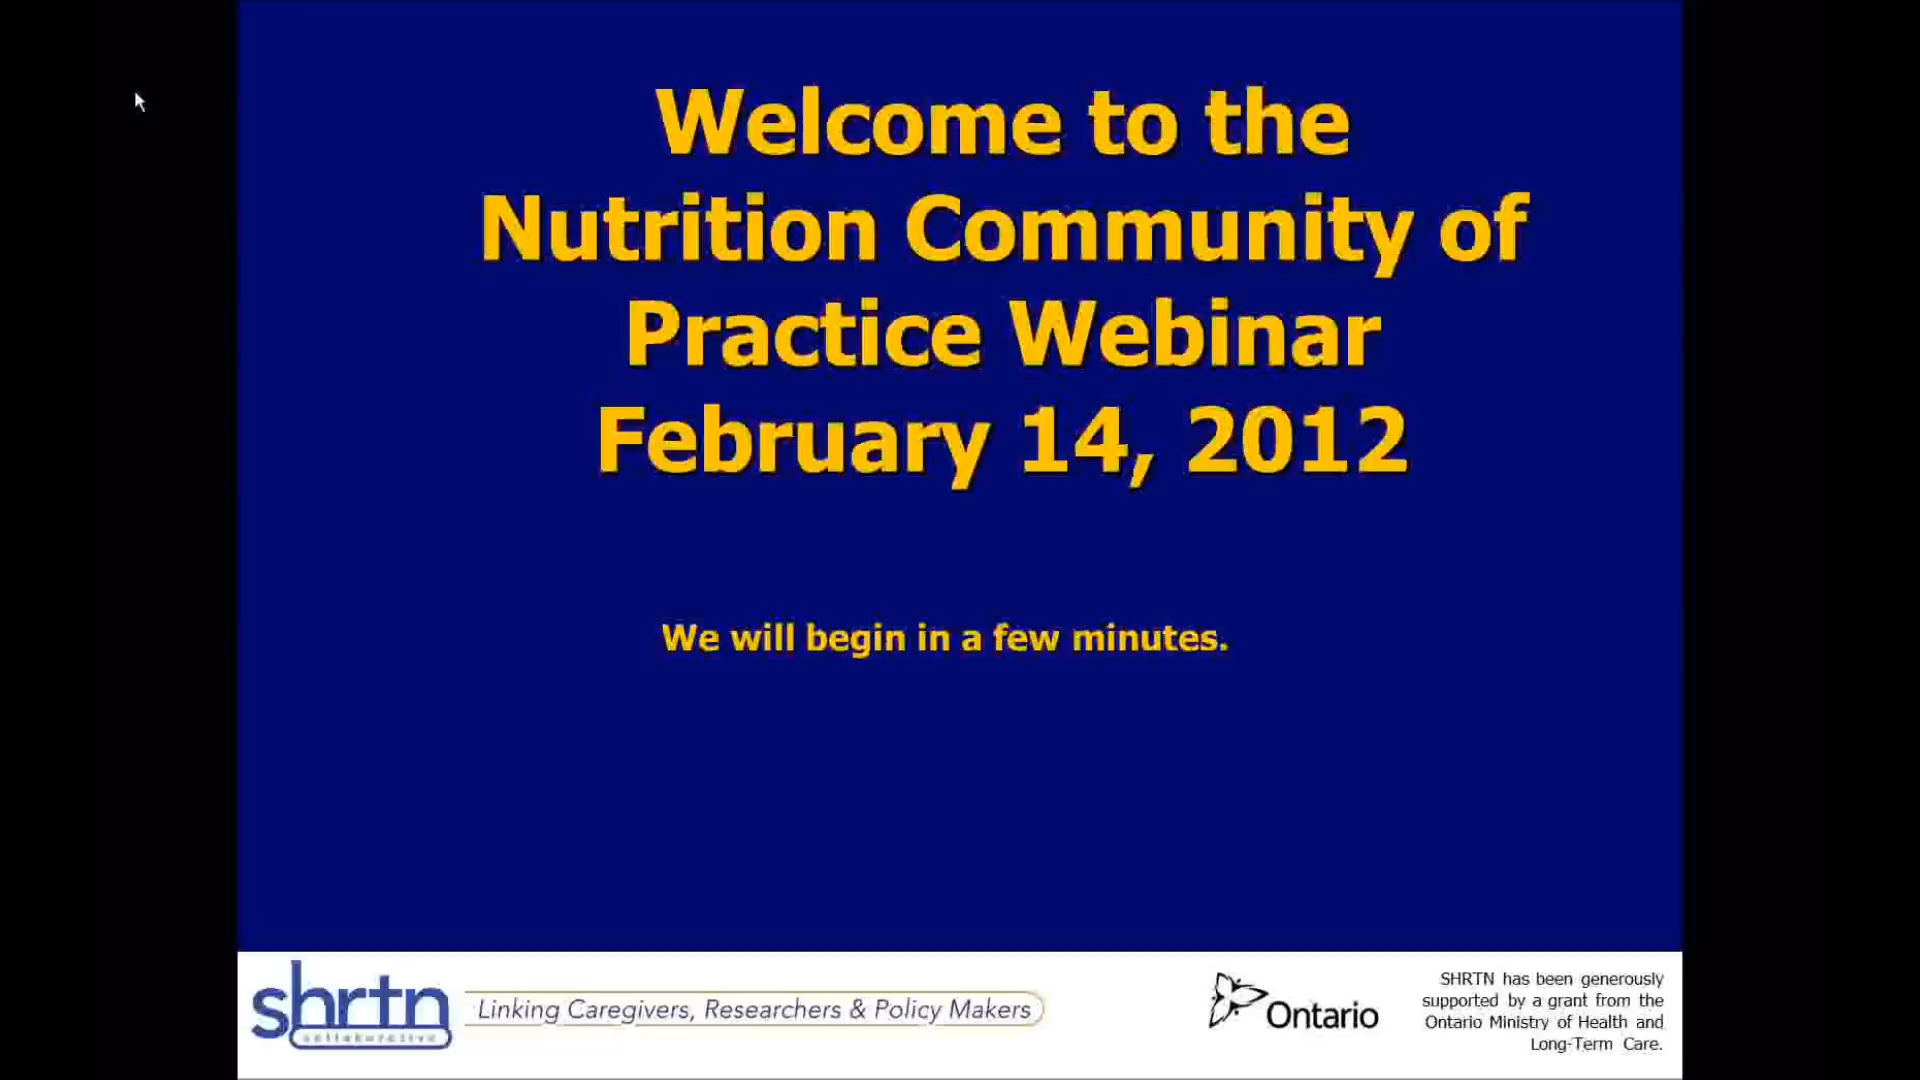 Welcome to the
Nutrition Community of
Practice Webinar
February 14, 2012
We will begin in a few minutes.
shrtn
collaborative
Linking Caregivers, Researchers & Policy Makers
Ontario
SHRTN has been generously
supported by a grant from the
Ontario Ministry of Health and
Long-Term Care.